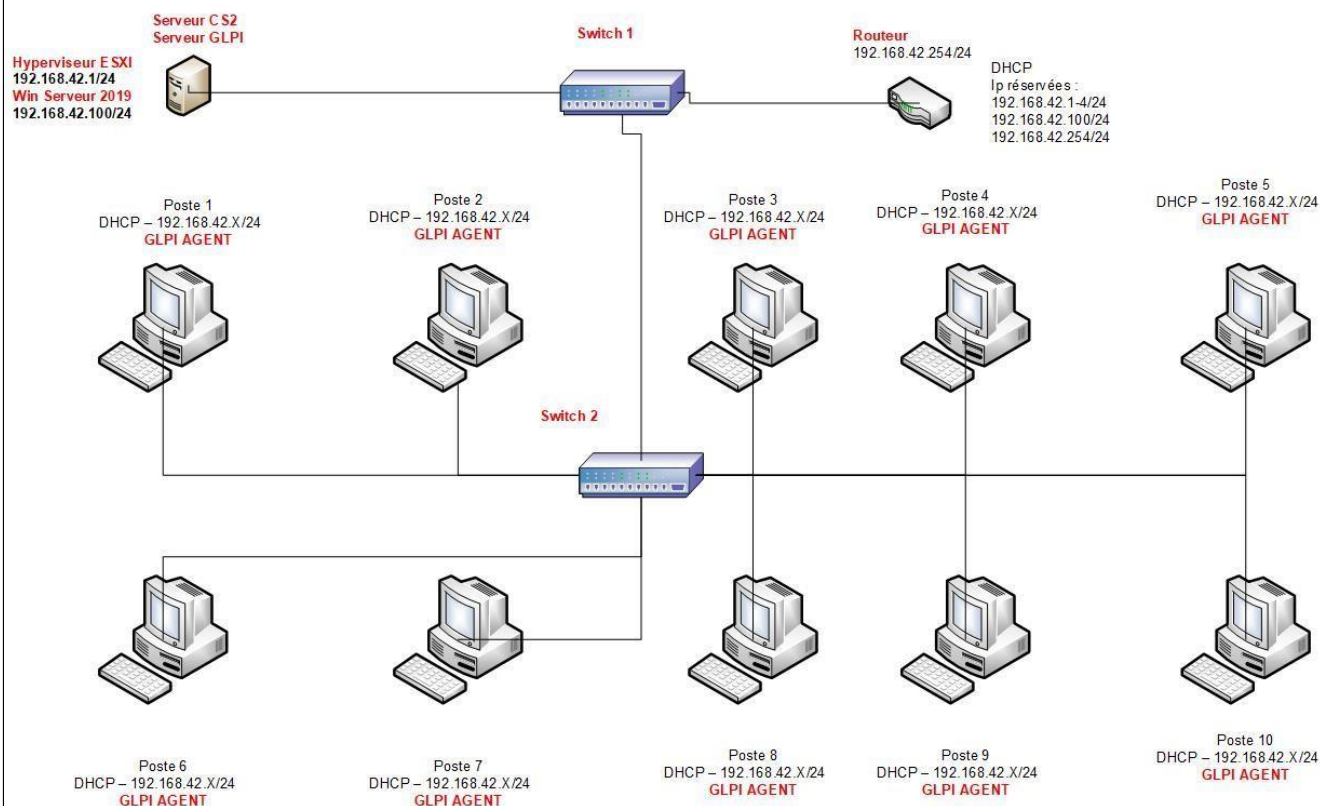 Serveur CS2
Serveur GLPI
Hyperviseur ESXI
192.168.42.1/24
Win Serveur 2019
192.168.42.100/24
Switch 1
Routeur
192.168.42.254/24
DHCP
Ip réservées :
192.168.42.1-4/24
192.168.42.100/24
192.168.42.254/24
Poste 1
DHCP – 192.168.42.X/24
GLPI AGENT
Poste 2
DHCP – 192.168.42.X/24
GLPI AGENT
Poste 3
DHCP – 192.168.42.X/24
GLPI AGENT
Poste 4
DHCP – 192.168.42.X/24
GLPI AGENT
Poste 5
DHCP – 192.168.42.X/24
GLPI AGENT
Switch 2
Poste 6
DHCP – 192.168.42.X/24
GLPI AGENT
Poste 7
DHCP – 192.168.42.X/24
GLPI AGENT
Poste 8
DHCP – 192.168.42.X/24
GLPI AGENT
Poste 9
DHCP – 192.168.42.X/24
GLPI AGENT
Poste 10
DHCP – 192.168.42.X/24
GLPI AGENT